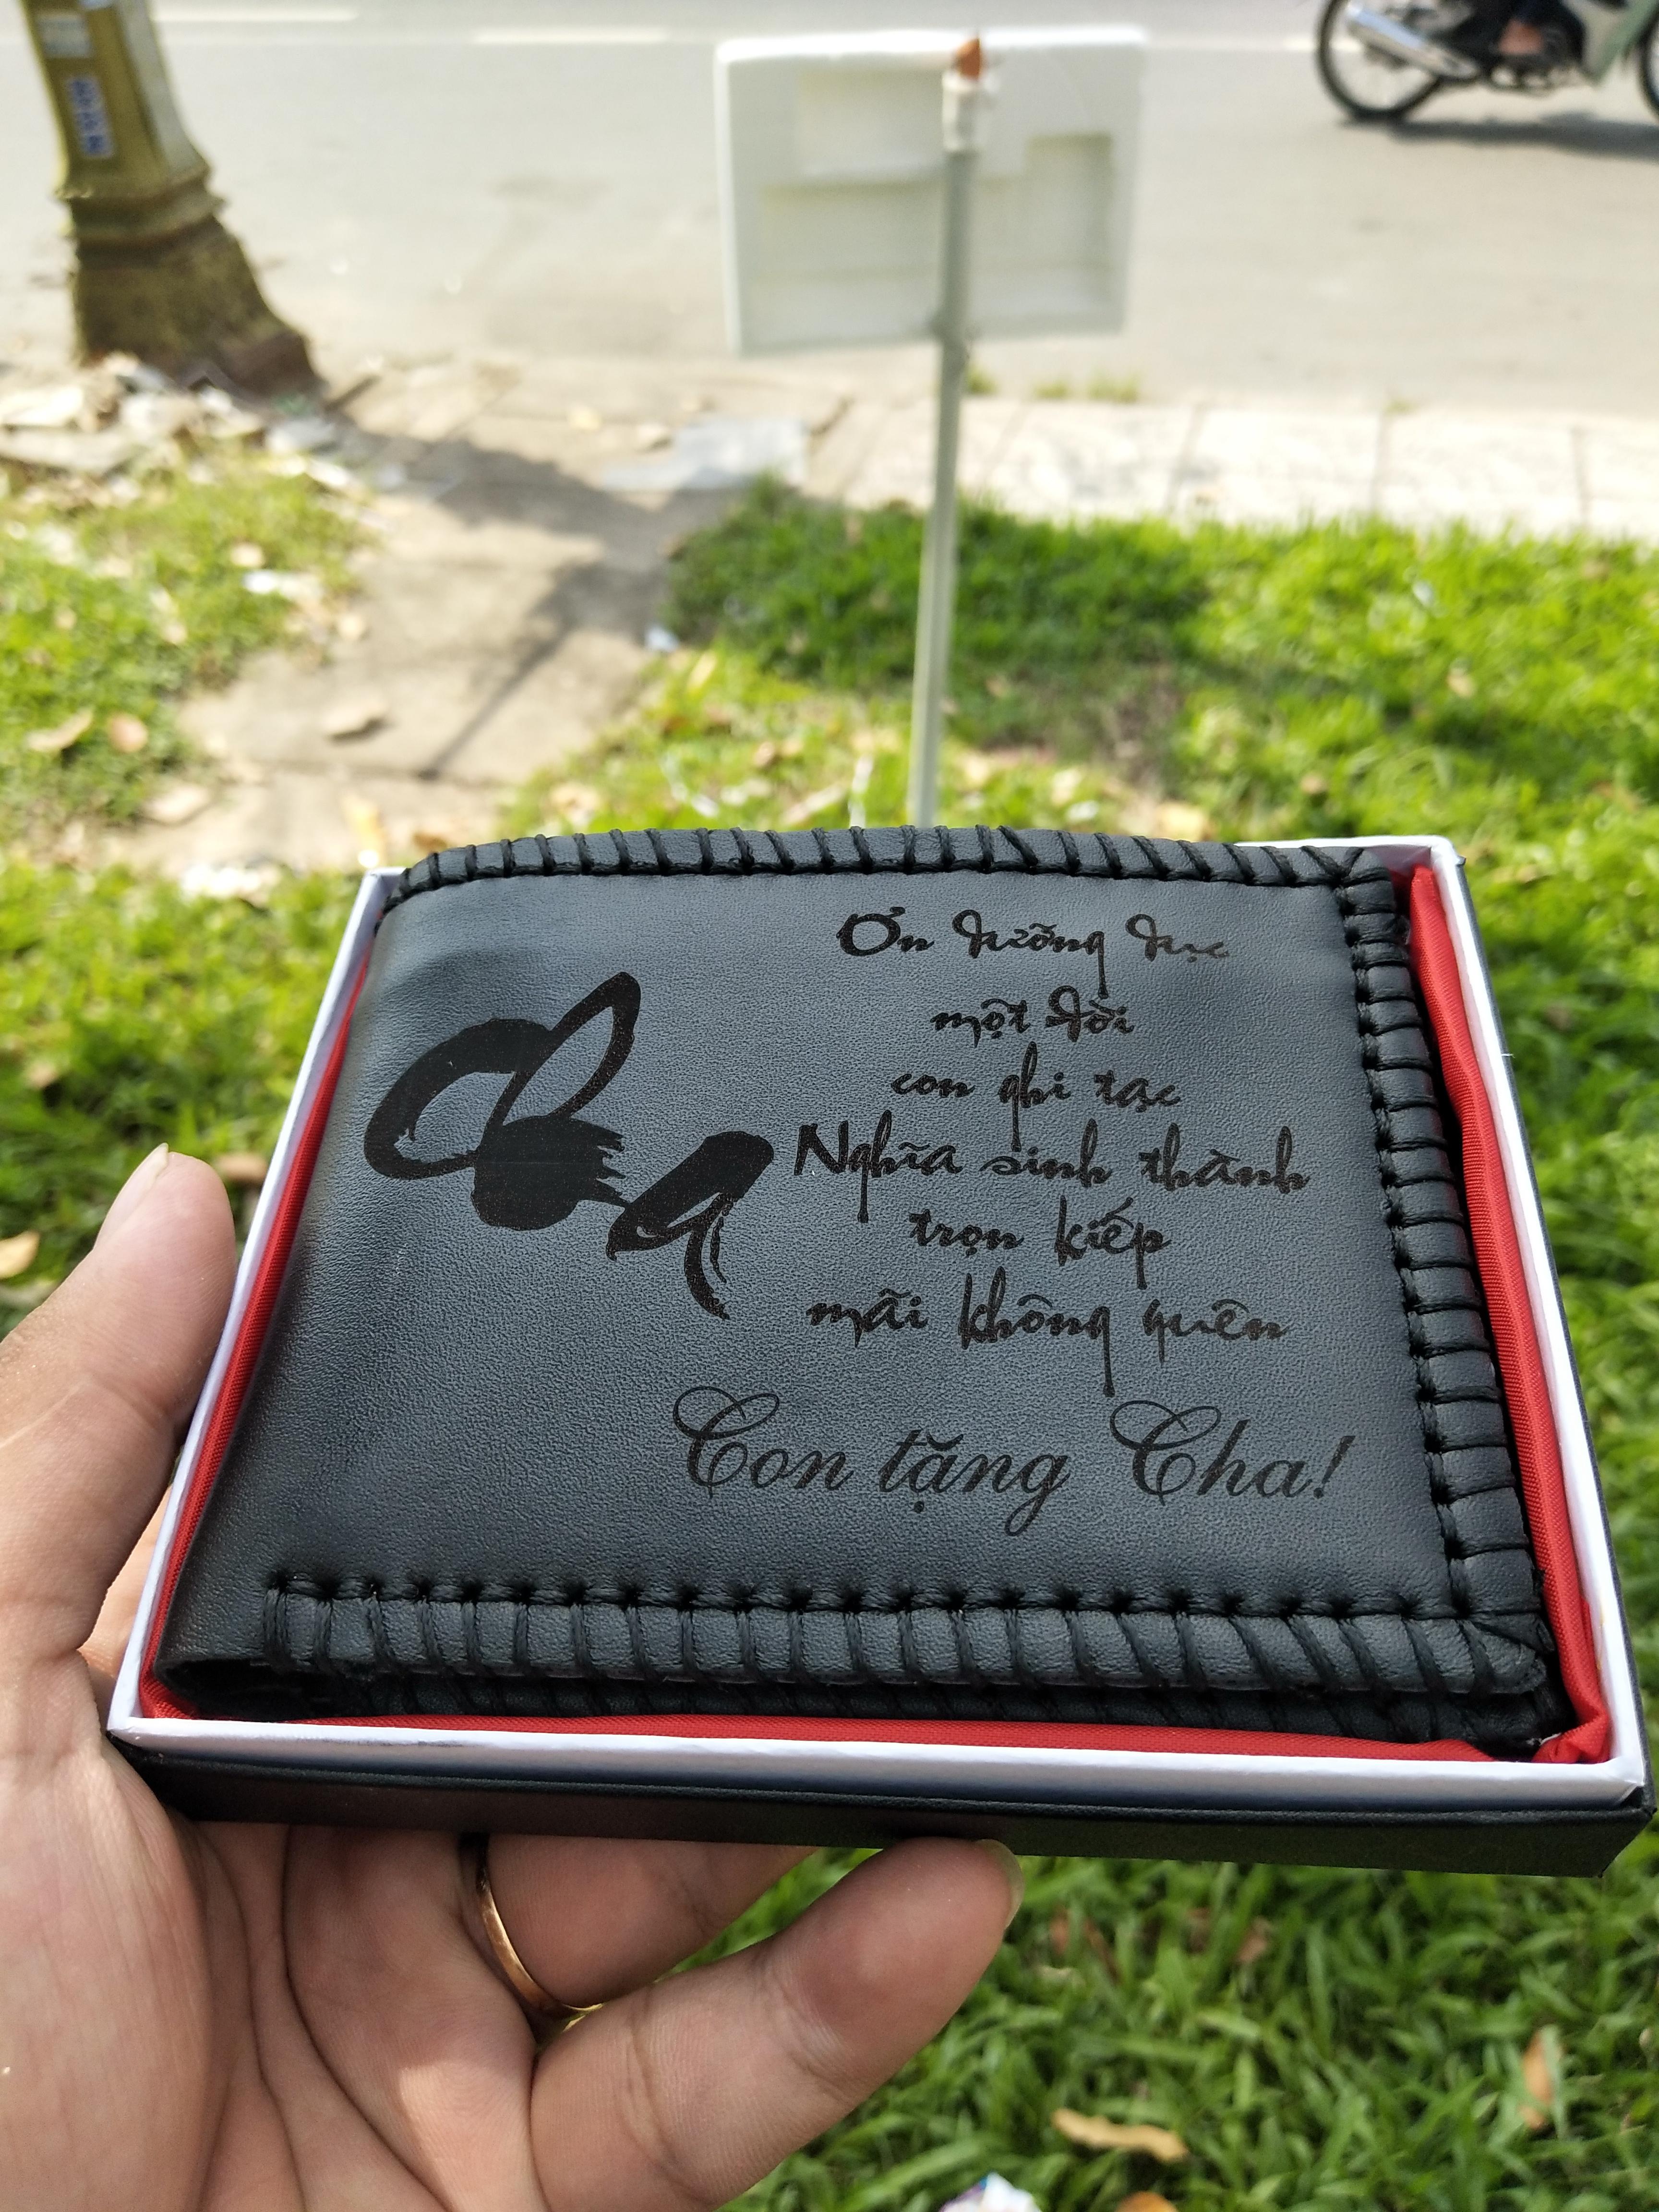 Cha
Ơn dưỡng dục
một đời
con ghi tạc
Nghĩa sinh thành
trọn kiếp
mãi không quên
Con tặng Cha!